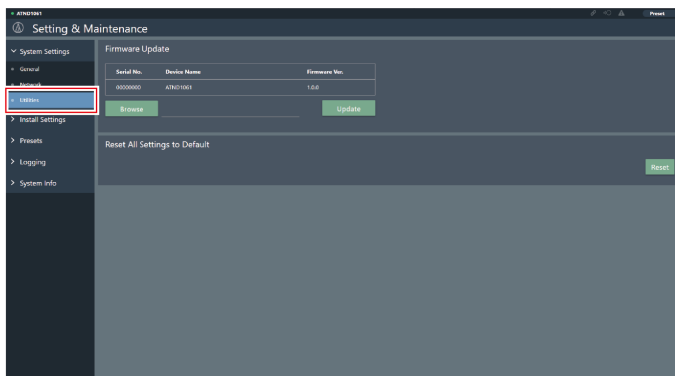 ATND1061
Preset
Setting & Maintenance
System Settings
General
Network
Utilities
Install Settings
Presets
Logging
System Info
Firmware Update
Serial No. Device Name Firmware Ver.
00000000 ATND1061 1.0.0
Browse Update
Reset All Settings to Default
Reset